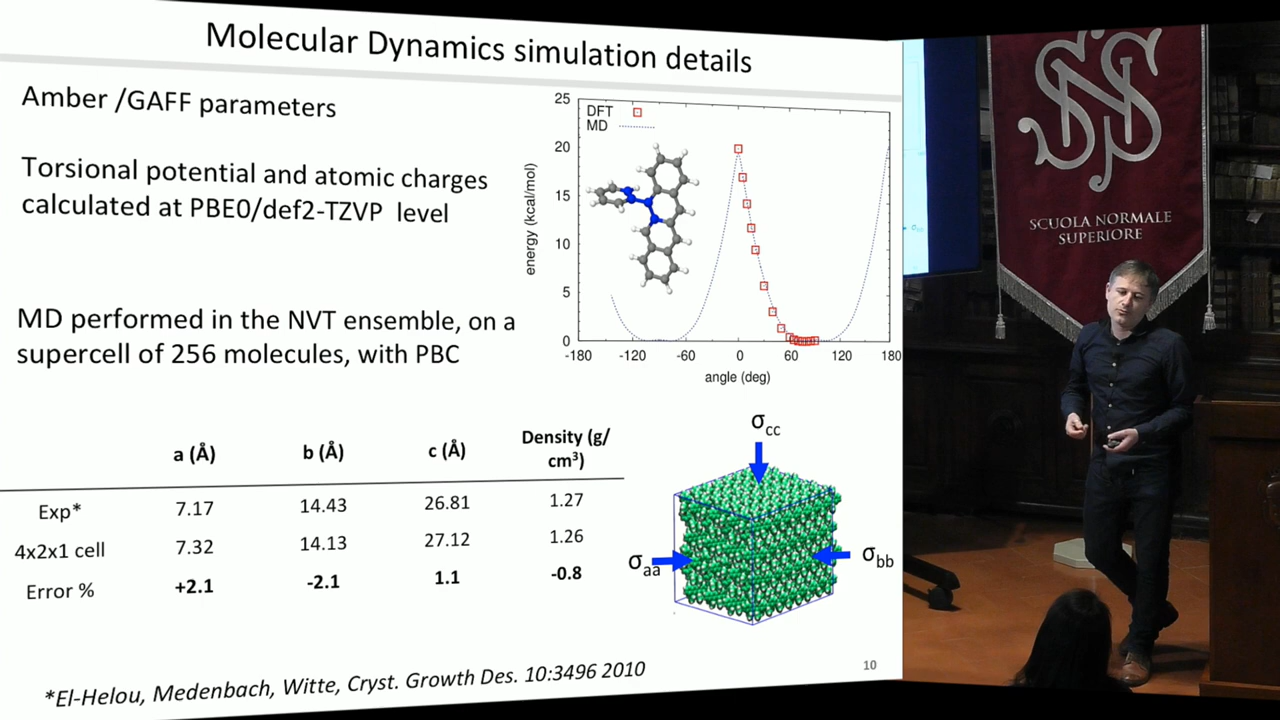 Molecular Dynamics simulation details
Amber /GAFF parameters
Torsional potential and atomic charges
calculated at PBE0/def2-TZVP level
MD performed in the NVT ensemble, on a
supercell of 256 molecules, with PBC
25
20
15
10
5
0
energy (kcal/mol)
DFT
MD
-180 -120 -60 0 60 120 180
angle (deg)
a (Å) b (Å) c (Å) Density (g/
cm³)
Exp* 7.17 14.43 26.81 1.27
4x2x1 cell 7.32 14.13 27.12 1.26
Error % +2.1 -2.1 1.1 -0.8
σcc
σaa
σbb
*El-Helou, Medenbach, Witte, Cryst. Growth Des. 10:3496 2010
10
SNS
SCUOLA NORMALE
SUPERIORE